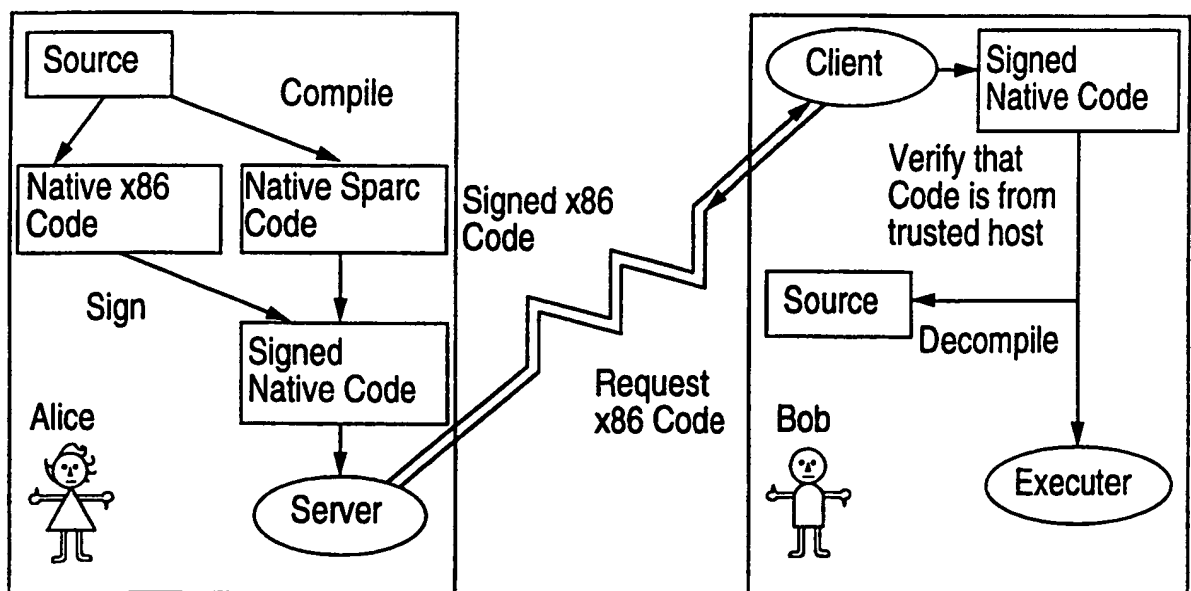 Source
Compile
Native x86
Code
Native Sparc
Code
Sign
Signed
Native Code
Alice
Server
Signed x86
Code
Request
x86 Code
Client
Signed
Native Code
Verify that
Code is from
trusted host
Source
Decompile
Bob
Executer